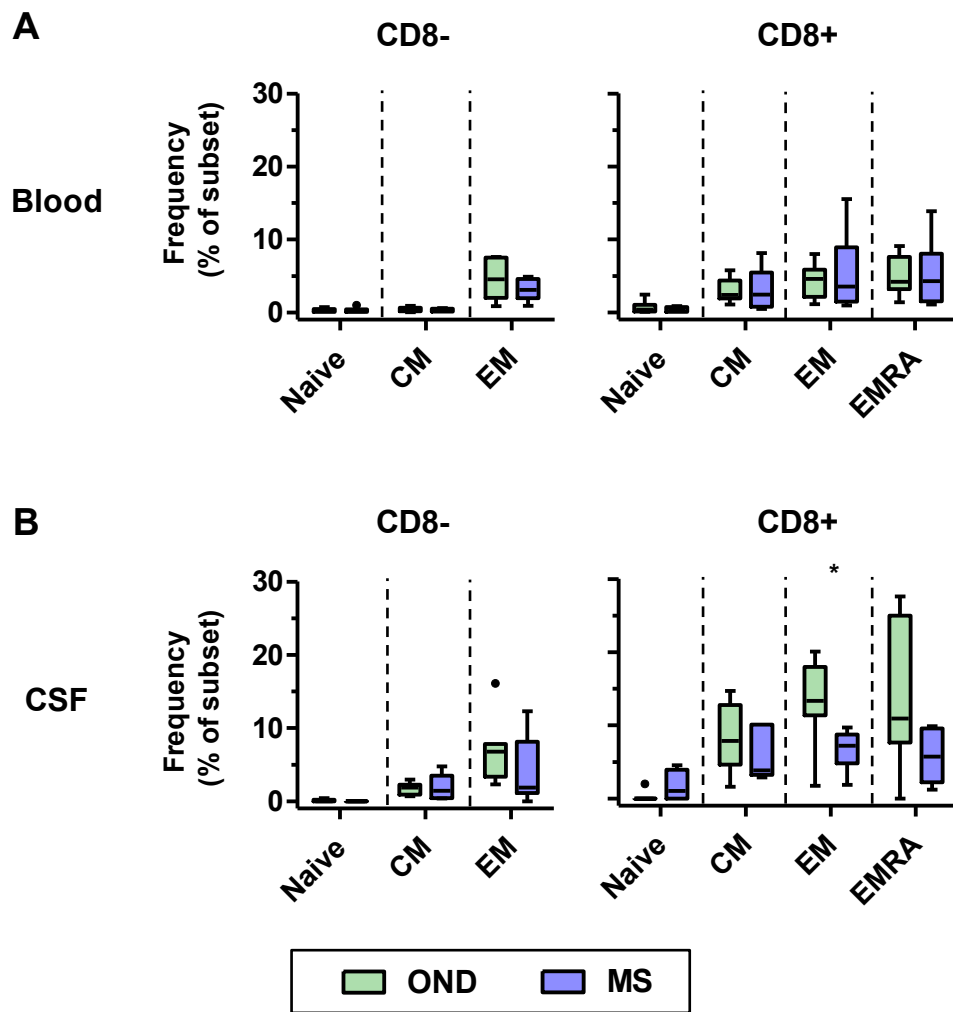 A
CD8-
CD8+
Blood
Frequency
(% of subset)
30
20
10
0
Naive
CM
EM
Naive
CM
EM
EMRA
B
CD8-
CD8+
*
CSF
Frequency
(% of subset)
30
20
10
0
Naive
CM
EM
Naive
CM
EM
EMRA
OND
MS